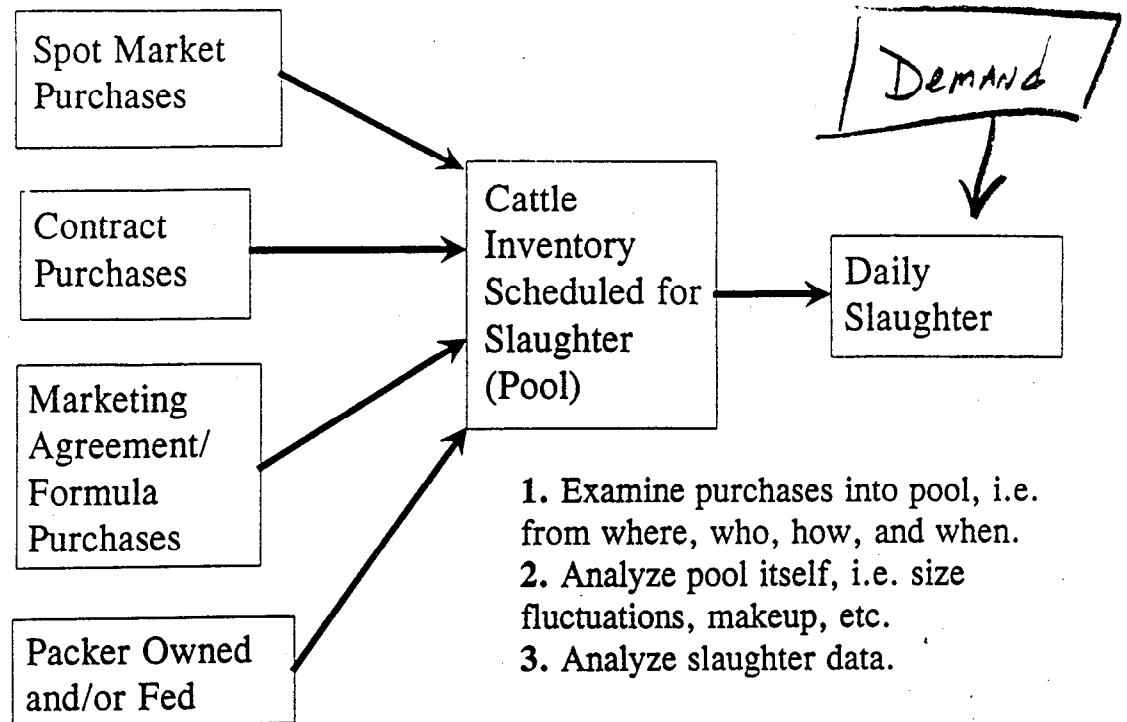 Spot Market
Purchases
Contract
Purchases
Marketing
Agreement/
Formula
Purchases
Packer Owned
and/or Fed
Cattle
Inventory
Scheduled for
Slaughter
(Pool)
Demand
Daily
Slaughter
1. Examine purchases into pool, i.e.
from where, who, how, and when.
2. Analyze pool itself, i.e. size
fluctuations, makeup, etc.
3. Analyze slaughter data.